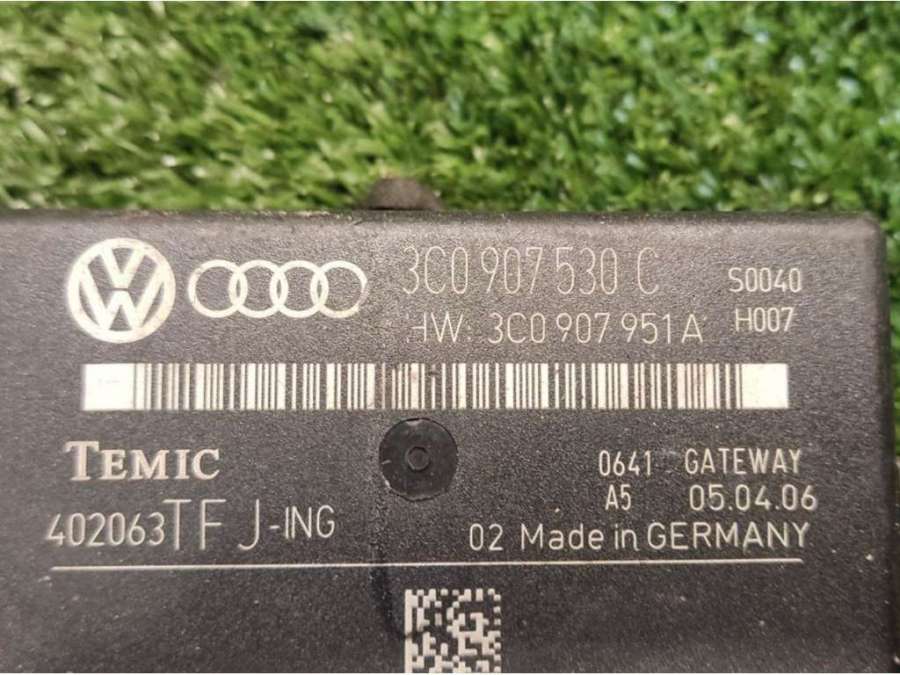 3C0 907 530 C S0040
HW: 3C0 907 951 A H007
TEMIC 0641 GATEWAY
A5 05.04.06
402063TF J-ING 02 Made in GERMANY